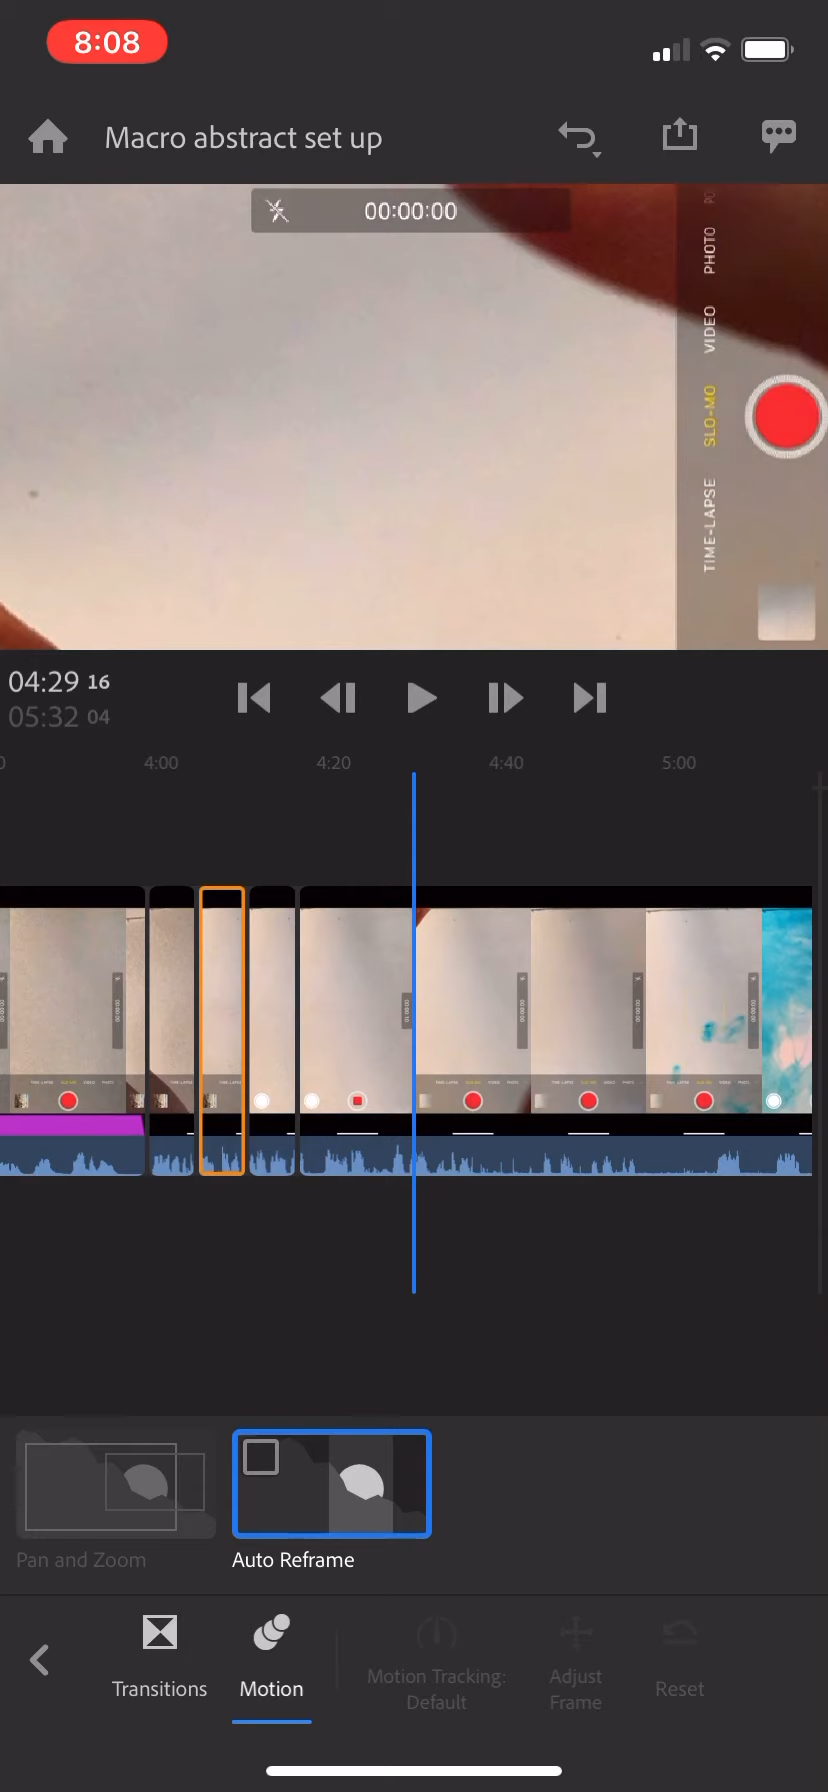 8:08
Macro abstract set up
00:00:00
PHOTO
VIDEO
SLO-MO
TIME-LAPSE
04:29 16
05:32 04
4:00
4:20
4:40
5:00
Pan and Zoom
Auto Reframe
Transitions
Motion
Motion Tracking:
Default
Adjust
Frame
Reset